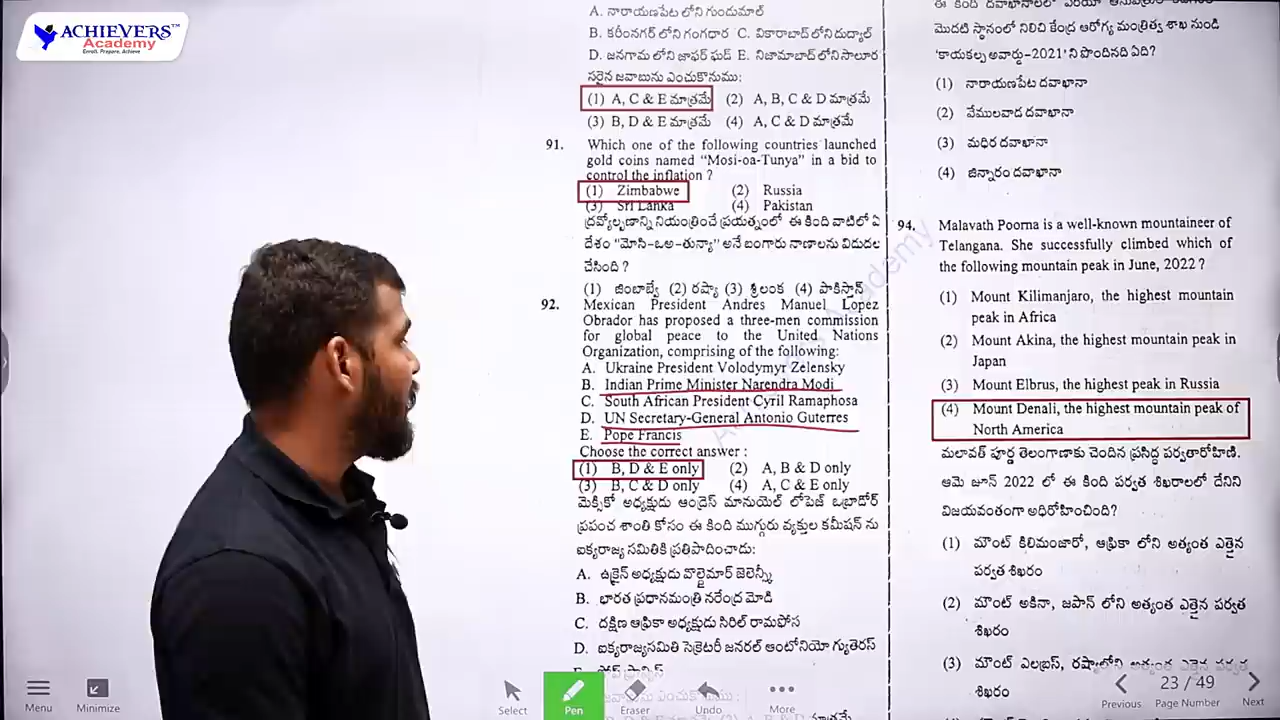 ACHIEVERS™
Academy
Enroll. Prepare. Achieve
A. నారాయణపేట లోని గుండుమాల్
B. కరీంనగర్ లోని గంగధార C. వికారాబాద్ లోని దుద్యాల్
D. జనగామ లోని జాఫర్ ఘడ్ E. నిజామాబాద్ లోని సాలూర
సరైన జవాబును ఎంచుకొనుము:
(1) A, C & E మాత్రమే (2) A, B, C & D మాత్రమే
(3) B, D & E మాత్రమే (4) A, C & D మాత్రమే
91. Which one of the following countries launched
gold coins named “Mosi-oa-Tunya” in a bid to
control the inflation ?
(1) Zimbabwe (2) Russia
(3) Sri Lanka (4) Pakistan
ద్రవ్యోల్బణాన్ని నియంత్రించే ప్రయత్నంలో ఈ కింది వాటిలో ఏ
దేశం “మోసి-ఒఅ-తున్యా” అనే బంగారు నాణాలను విడుదల
చేసింది ?
(1) జింబాబ్వే (2) రష్యా (3) శ్రీలంక (4) పాకిస్తాన్
92. Mexican President Andres Manuel Lopez
Obrador has proposed a three-men commission
for global peace to the United Nations
Organization, comprising of the following:
A. Ukraine President Volodymyr Zelensky
B. Indian Prime Minister Narendra Modi
C. South African President Cyril Ramaphosa
D. UN Secretary-General Antonio Guterres
E. Pope Francis
Choose the correct answer :
(1) B, D & E only (2) A, B & D only
(3) B, C & D only (4) A, C & E only
మెక్సికో అధ్యక్షుడు ఆండ్రెస్ మానుయెల్ లోపెజ్ ఒబ్రాడోర్
ప్రపంచ శాంతి కోసం ఈ కింది ముగ్గురు వ్యక్తుల కమీషన్ ను
ఐక్యరాజ్య సమితికి ప్రతిపాదించాడు:
A. ఉక్రెన్ అధ్యక్షుడు వొల్దైమార్ జెలెన్స్కీ
B. భారత ప్రధానమంత్రి నరేంద్ర మోడి
C. దక్షిణ ఆఫ్రికా అధ్యక్షుడు సిరిల్ రామఫోస
D. ఐక్యరాజ్యసమితి సెక్రెటరీ జనరల్ ఆంటోనియో గ్యుతెరస్
మొదటి స్థానంలో నిలిచి కేంద్ర ఆరోగ్య మంత్రిత్వ శాఖ నుండి
‘కాయకల్ప అవార్డు-2021’ ని పొందినది ఏది?
(1) నారాయణపేట దవాఖానా
(2) వేములవాడ దవాఖానా
(3) మధిర దవాఖానా
(4) జిన్నారం దవాఖానా
94. Malavath Poorna is a well-known mountaineer of
Telangana. She successfully climbed which of
the following mountain peak in June, 2022 ?
(1) Mount Kilimanjaro, the highest mountain
peak in Africa
(2) Mount Akina, the highest mountain peak in
Japan
(3) Mount Elbrus, the highest peak in Russia
(4) Mount Denali, the highest mountain peak of
North America
మలావత్ పూర్ణ తెలంగాణకు చెందిన ప్రసిద్ధ పర్వతారోహిణి.
ఆమె జూన్ 2022 లో ఈ కింది పర్వత శిఖరాలలో దేనిని
విజయవంతంగా అధిరోహించింది?
(1) మౌంట్ కిలిమంజారో, ఆఫ్రికా లోని అత్యంత ఎత్తైన
పర్వత శిఖరం
(2) మౌంట్ అకినా, జపాన్ లోని అత్యంత ఎత్తైన పర్వత
శిఖరం
(3) మౌంట్ ఎలబ్రస్, రష్యాలోని అత్యంత ఎత్తైన పర్వత
శిఖరం
Menu
Minimize
Select
Pen
Eraser
Undo
More
Previous
23 / 49
Page Number
Next